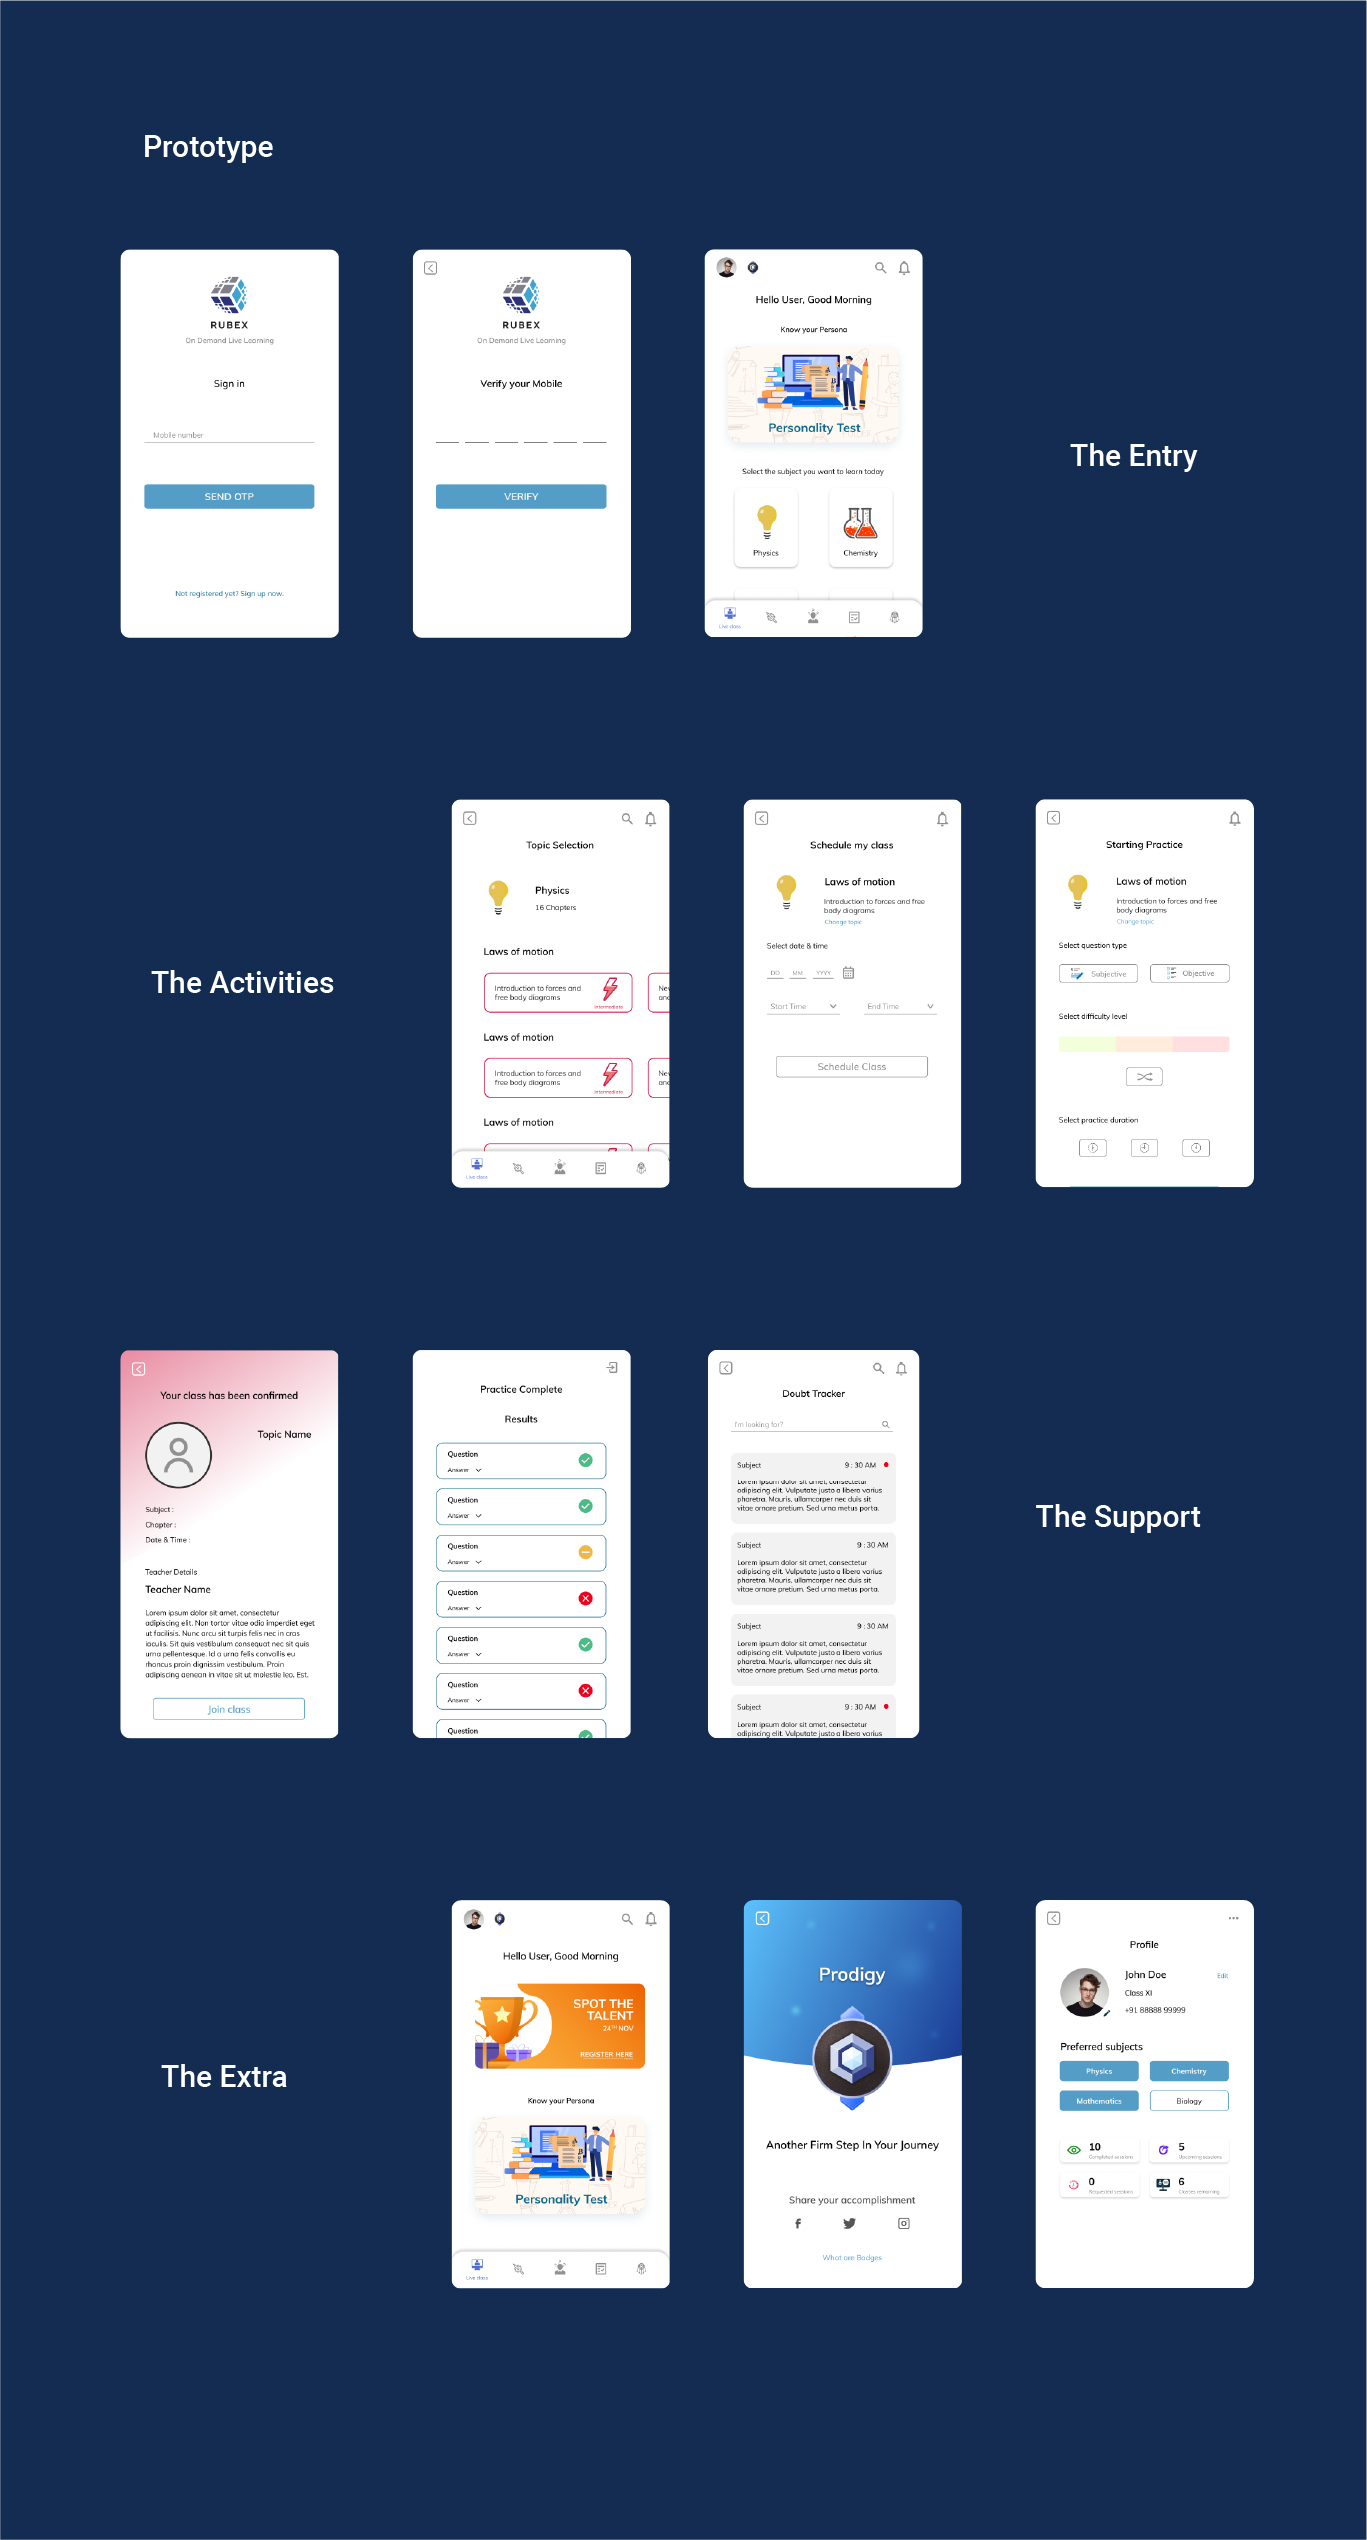 Prototype
RUBEX
On Demand Live Learning
Sign in
Mobile number
SEND OTP
Not registered yet? Sign up now.
RUBEX
On Demand Live Learning
Verify your Mobile
VERIFY
Hello User, Good Morning
Know your Persona
A
B
Personality Test
Select the subject you want to learn today
Physics
Chemistry
Live class
The Entry
The Activities
Topic Selection
Physics
16 Chapters
Laws of motion
Introduction to forces and
free body diagrams
Intermediate
Laws of motion
Introduction to forces and
free body diagrams
Intermediate
Laws of motion
Live class
Schedule my class
Laws of motion
Introduction to forces and free
body diagrams
Change topic
Select date & time
DD MM YYYY
Start Time
End Time
Schedule Class
Starting Practice
Laws of motion
Introduction to forces and free
body diagrams
Change topic
Select question type
Subjective
Objective
Select difficulty level
Select practice duration
Your class has been confirmed
Topic Name
Subject :
Chapter :
Date & Time :
Teacher Details
Teacher Name
Lorem ipsum dolor sit amet, consectetur
adipiscing elit. Non tortor vitae odio imperdiet eget
ut facilisis. Nunc arcu sit turpis felis nec in cras
iaculis. Sit quis vestibulum consequat nec sit quis
urna pellentesque. Id a urna felis convallis eu
rhoncus proin dignissim vestibulum. Proin
adipiscing aenean in vitae sit ut molestie leo. Est.
Join class
Practice Complete
Results
Question
Answer
Question
Answer
Question
Answer
Question
Answer
Question
Answer
Question
Answer
Question
Doubt Tracker
I'm looking for?
Subject 9 : 30 AM
Lorem ipsum dolor sit amet, consectetur
adipiscing elit. Vulputate justo a libero varius
pharetra. Mauris, ullamcorper nec duis sit
vitae ornare pretium. Sed urna metus porta.
Subject 9 : 30 AM
Lorem ipsum dolor sit amet, consectetur
adipiscing elit. Vulputate justo a libero varius
pharetra. Mauris, ullamcorper nec duis sit
vitae ornare pretium. Sed urna metus porta.
Subject 9 : 30 AM
Lorem ipsum dolor sit amet, consectetur
adipiscing elit. Vulputate justo a libero varius
pharetra. Mauris, ullamcorper nec duis sit
vitae ornare pretium. Sed urna metus porta.
Subject 9 : 30 AM
Lorem ipsum dolor sit amet, consectetur
adipiscing elit. Vulputate justo a libero varius
The Support
The Extra
Hello User, Good Morning
SPOT THE
TALENT
24TH NOV
REGISTER HERE
Know your Persona
A
B
Personality Test
Live class
Prodigy
Another Firm Step In Your Journey
Share your accomplishment
What are Badges
Profile
John Doe
Edit
Class XI
+91 88888 99999
Preferred subjects
Physics
Chemistry
Mathematics
Biology
10
Completed sessions
5
Upcoming sessions
0
Requested sessions
6
Classes remaining